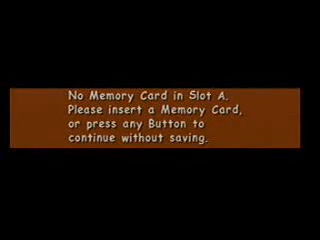 No Memory Card in Slot A.
Please insert a Memory Card,
or press any Button to
continue without saving.